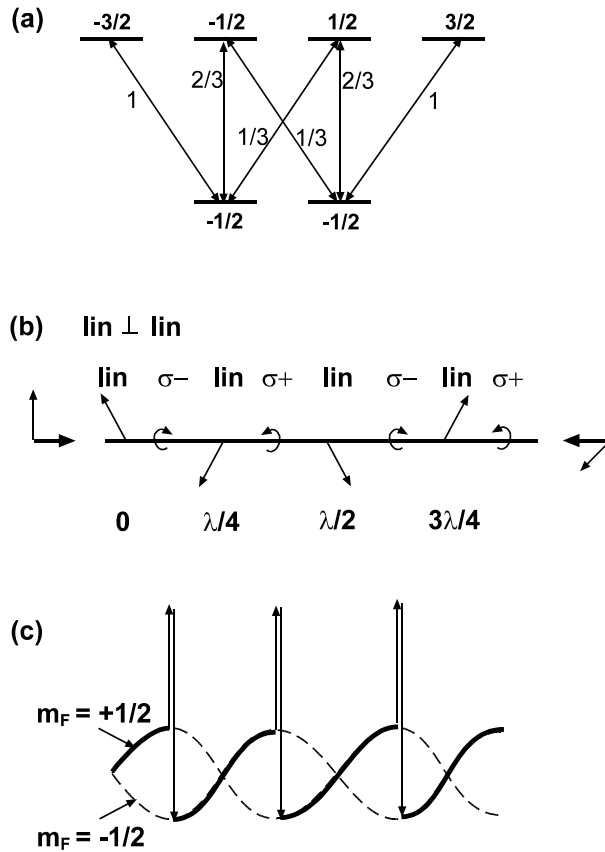 (a)
-3/2 -1/2 1/2 3/2
1 2/3 1/3 1/3 2/3 1
-1/2 -1/2
(b) lin ⊥ lin
lin σ− lin σ+ lin σ− lin σ+
0 λ/4 λ/2 3λ/4
(c)
m_F = +1/2
m_F = -1/2